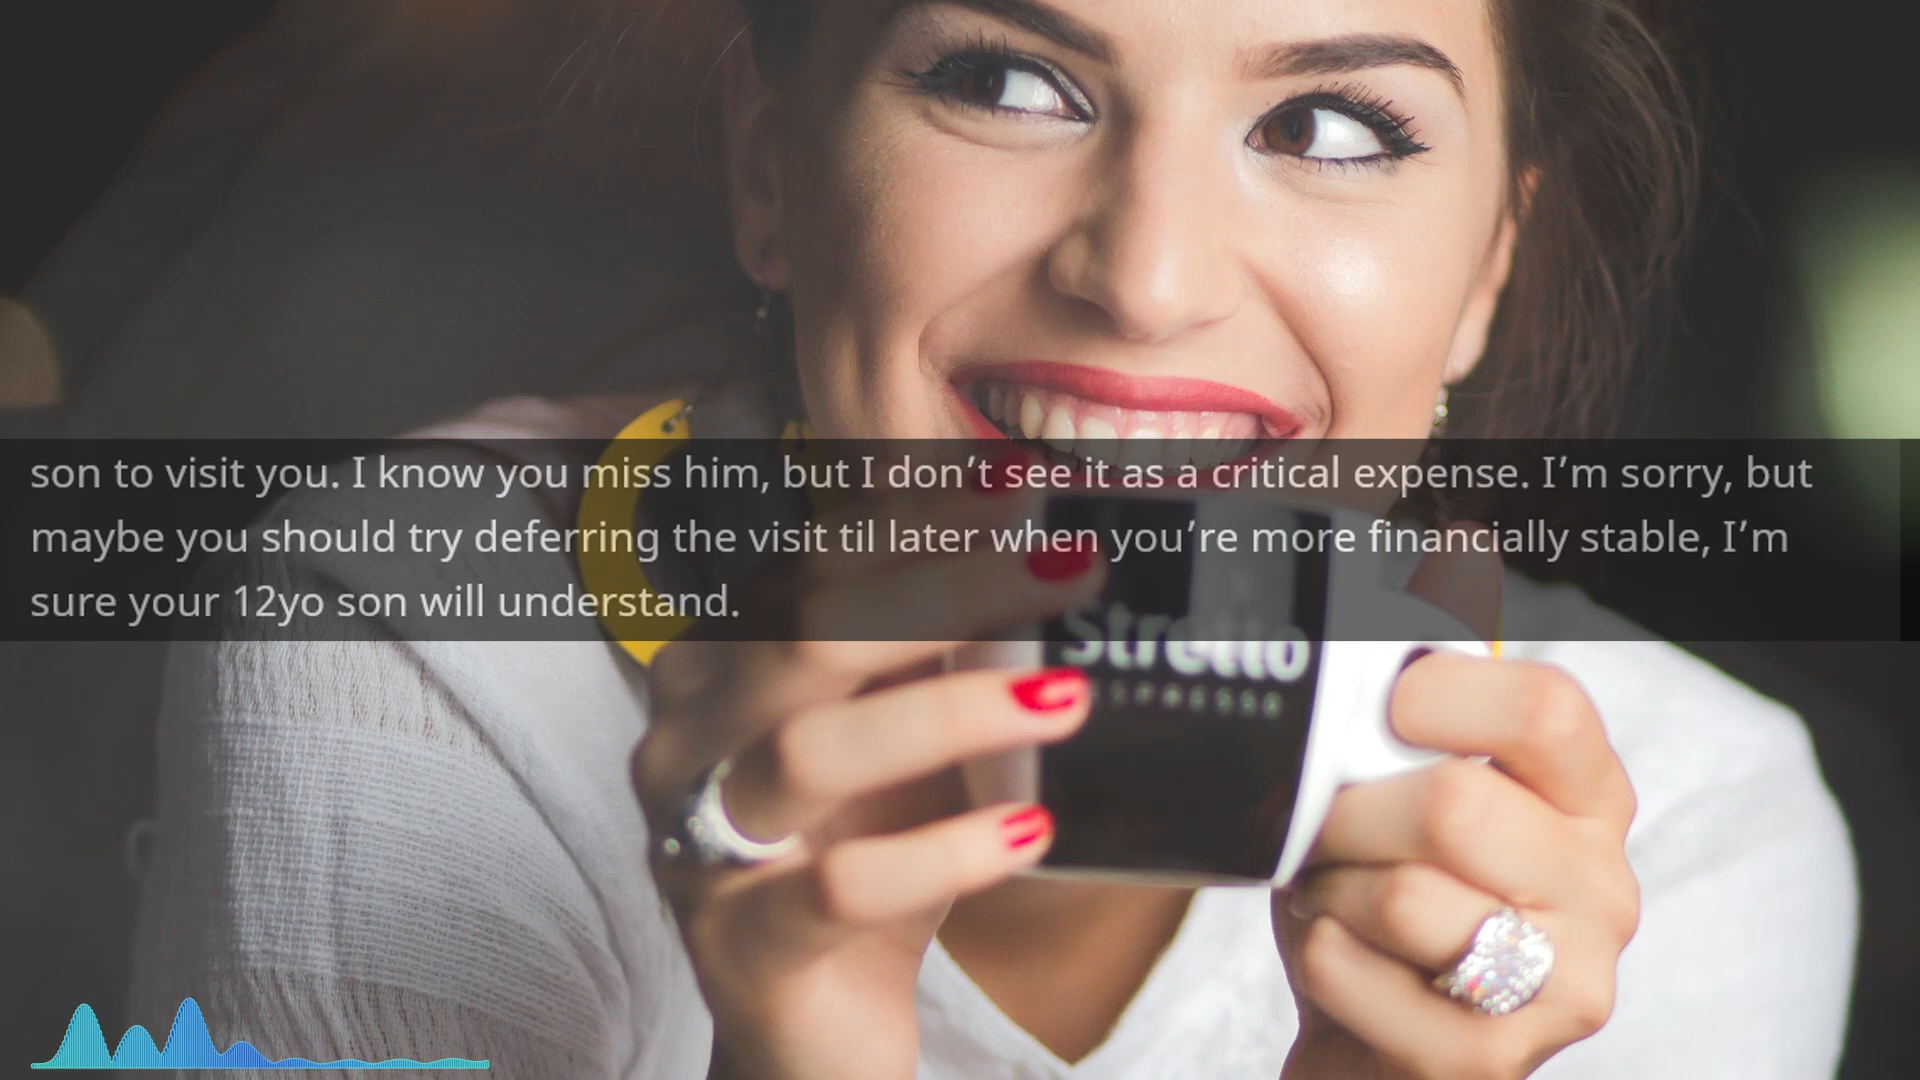 son to visit you. I know you miss him, but I don’t see it as a critical expense. I’m sorry, but
maybe you should try deferring the visit til later when you’re more financially stable, I’m
sure your 12yo son will understand.
Stretto
ESPRESSO